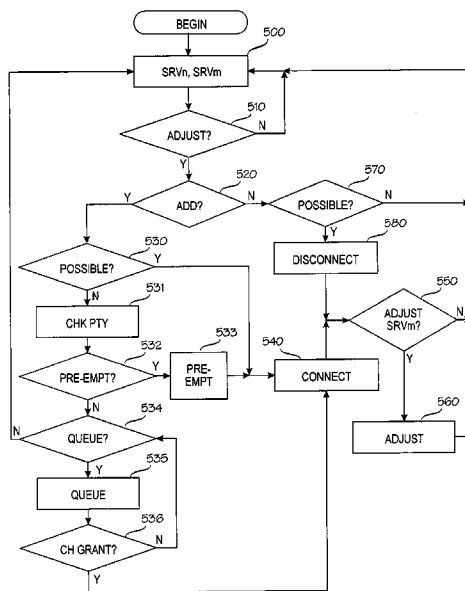 BEGIN
500
SRVn, SRVm
510
ADJUST?
N
Y
520
570
Y
ADD?
N
POSSIBLE?
N
530
Y
580
POSSIBLE?
Y
DISCONNECT
N
531
550
CHK PTY
533
ADJUST
SRVm?
N
532
540
PRE-EMPT?
Y
PRE-
EMPT
CONNECT
Y
N
534
560
N
QUEUE?
ADJUST
Y
535
QUEUE
536
CH GRANT?
N
Y